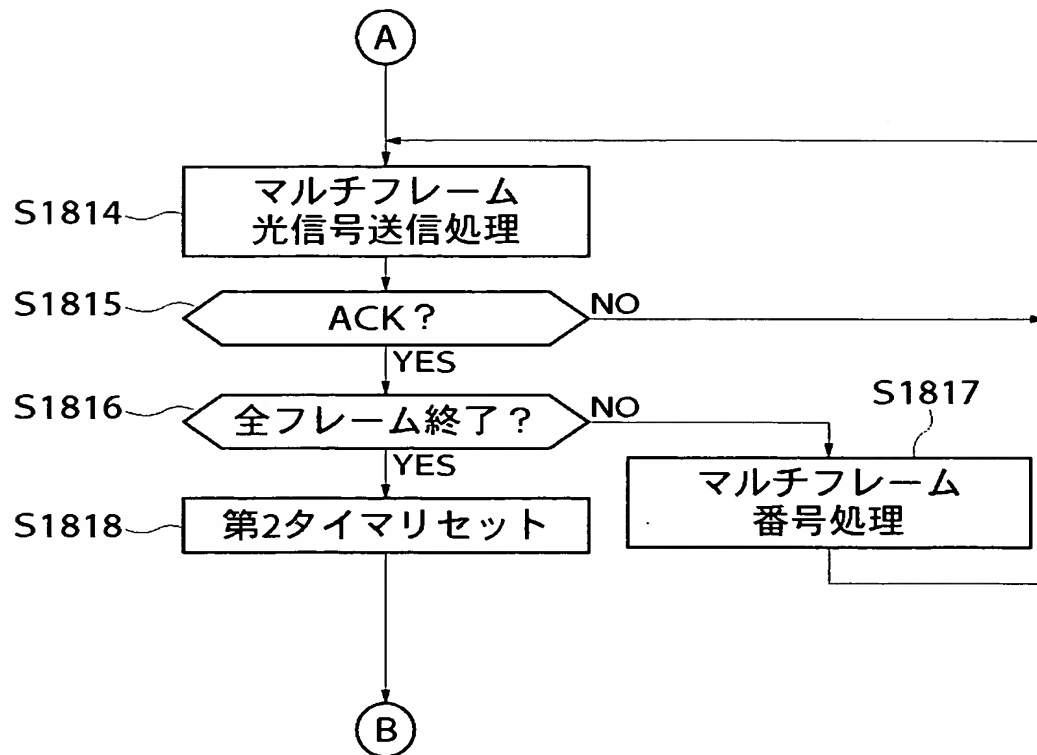 A
S1814
マルチフレーム
光信号送信処理
S1815
ACK？
NO
YES
S1816
全フレーム終了？
NO
YES
S1817
マルチフレーム
番号処理
S1818
第2タイマリセット
B